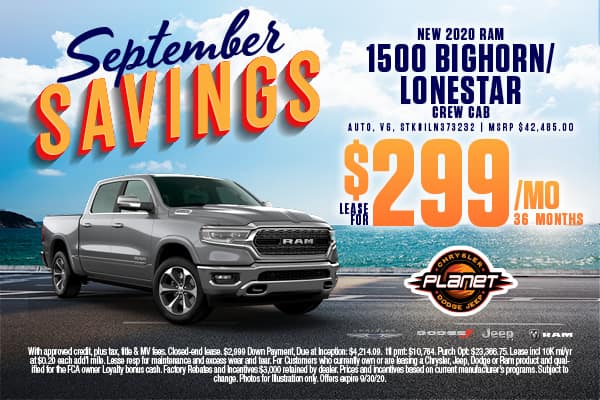 September
SAVINGS
NEW 2020 RAM
1500 BIGHORN/
LONESTAR
CREW CAB
AUTO, V6, STK#ILN373232 | MSRP $42,485.00
LEASE FOR
$299
/MO
36 MONTHS
CHRYSLER
PLANET
DODGE JEEP
RAM
CHRYSLER DODGE Jeep RAM
With approved credit, plus tax, title & MV fees. Closed-end lease. $2,999 Down Payment, Due at Inception: $4,214.09. ttl pmt: $10,764. Purch Opt: $23,366.75. Lease incl 10K mi/yr
at $0.20 each add'l mile. Lease resp for maintenance and excess wear and tear. For Customers who currently own or are leasing a Chrysler, Jeep, Dodge or Ram product and qual-
ified for the FCA owner Loyalty bonus cash. Factory Rebates and Incentives $3,000 retained by dealer. Prices and incentives based on current manufacturer's programs. Subject to
change. Photos for Illustration only. Offers expire 9/30/20.